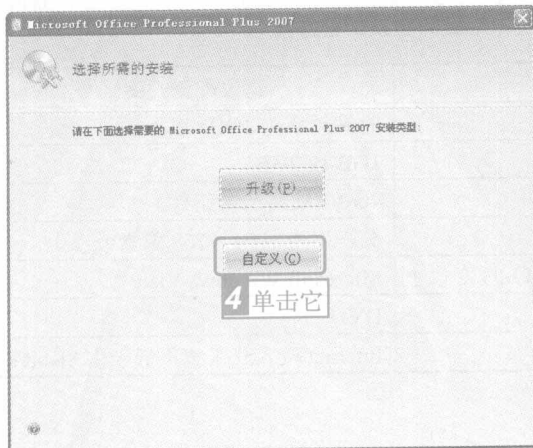 Microsoft Office Professional Plus 2007
选择所需的安装
请在下面选择需要的 Microsoft Office Professional Plus 2007 安装类型:
升级(P)
自定义(C)
4 单击它